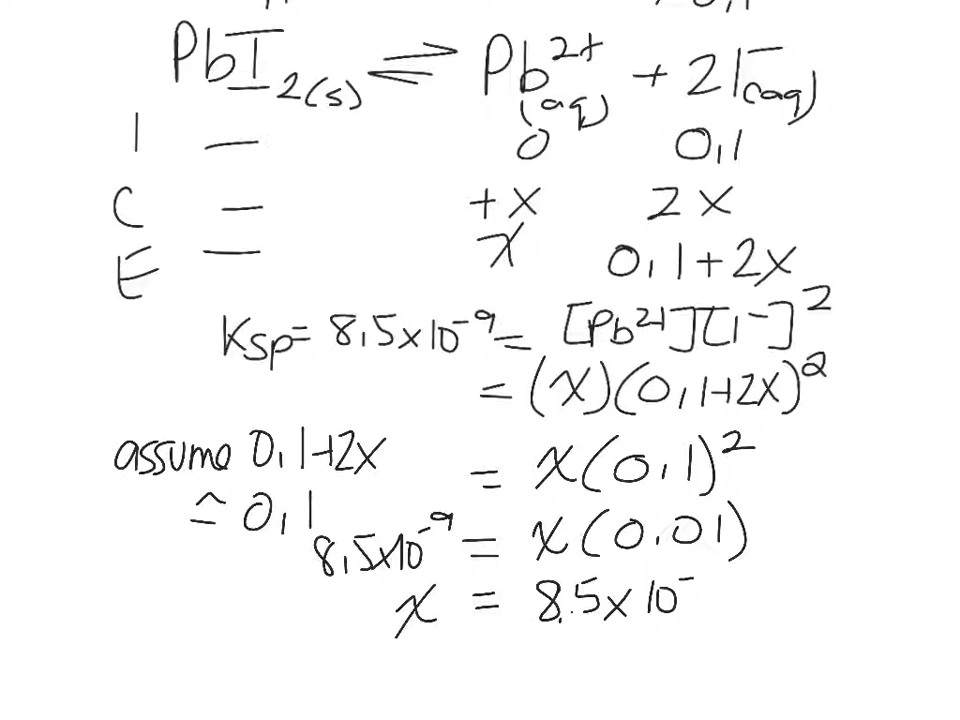 PbI2(s) ⇌ Pb2+(aq) + 2I-(aq)
I — 0 0,1
C — +x 2x
E — x 0,1+2x
Ksp= 8,5x10-9 = [Pb2+][I-]2
= (x)(0,1+2x)2
assume 0,1+2x = x(0,1)2
≃ 0,1
8,5x10-9 = x(0.01)
x = 8.5x10-